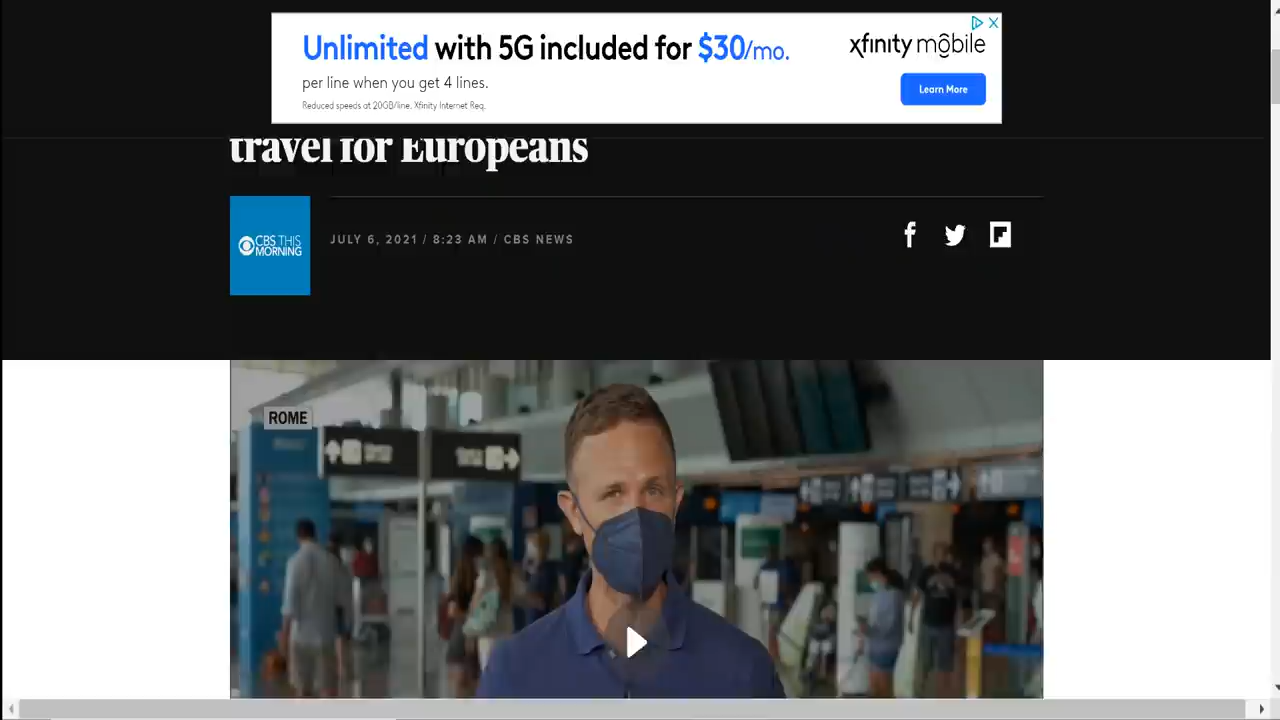 Unlimited with 5G included for $30/mo.
per line when you get 4 lines.
Reduced speeds at 20GB/line. Xfinity Internet Req.
xfinity mobile
Learn More
travel for Europeans
CBS THIS
MORNING
JULY 6, 2021 / 8:23 AM / CBS NEWS
ROME